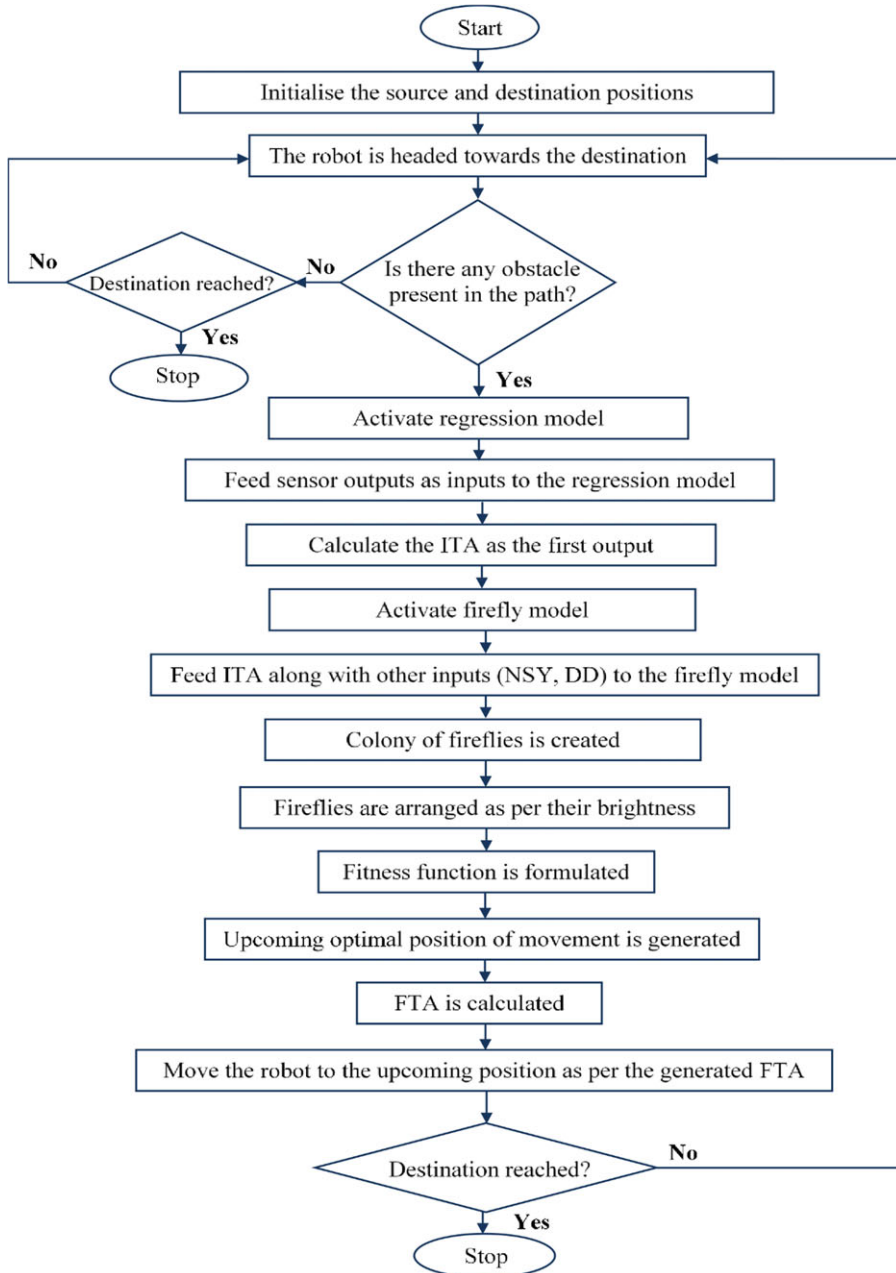 Start
Initialise the source and destination positions
The robot is headed towards the destination
No
Destination reached?
No
Is there any obstacle
present in the path?
Yes
Stop
Yes
Activate regression model
Feed sensor outputs as inputs to the regression model
Calculate the ITA as the first output
Activate firefly model
Feed ITA along with other inputs (NSY, DD) to the firefly model
Colony of fireflies is created
Fireflies are arranged as per their brightness
Fitness function is formulated
Upcoming optimal position of movement is generated
FTA is calculated
Move the robot to the upcoming position as per the generated FTA
Destination reached?
No
Yes
Stop